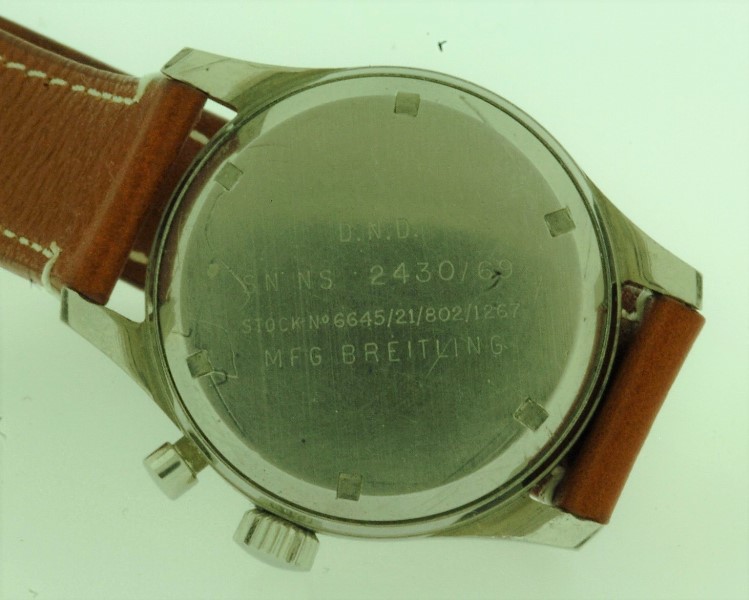 D.N.D.
SN NS 2430/69
STOCK Nº 6645/21/802/1267
MFG BREITLING